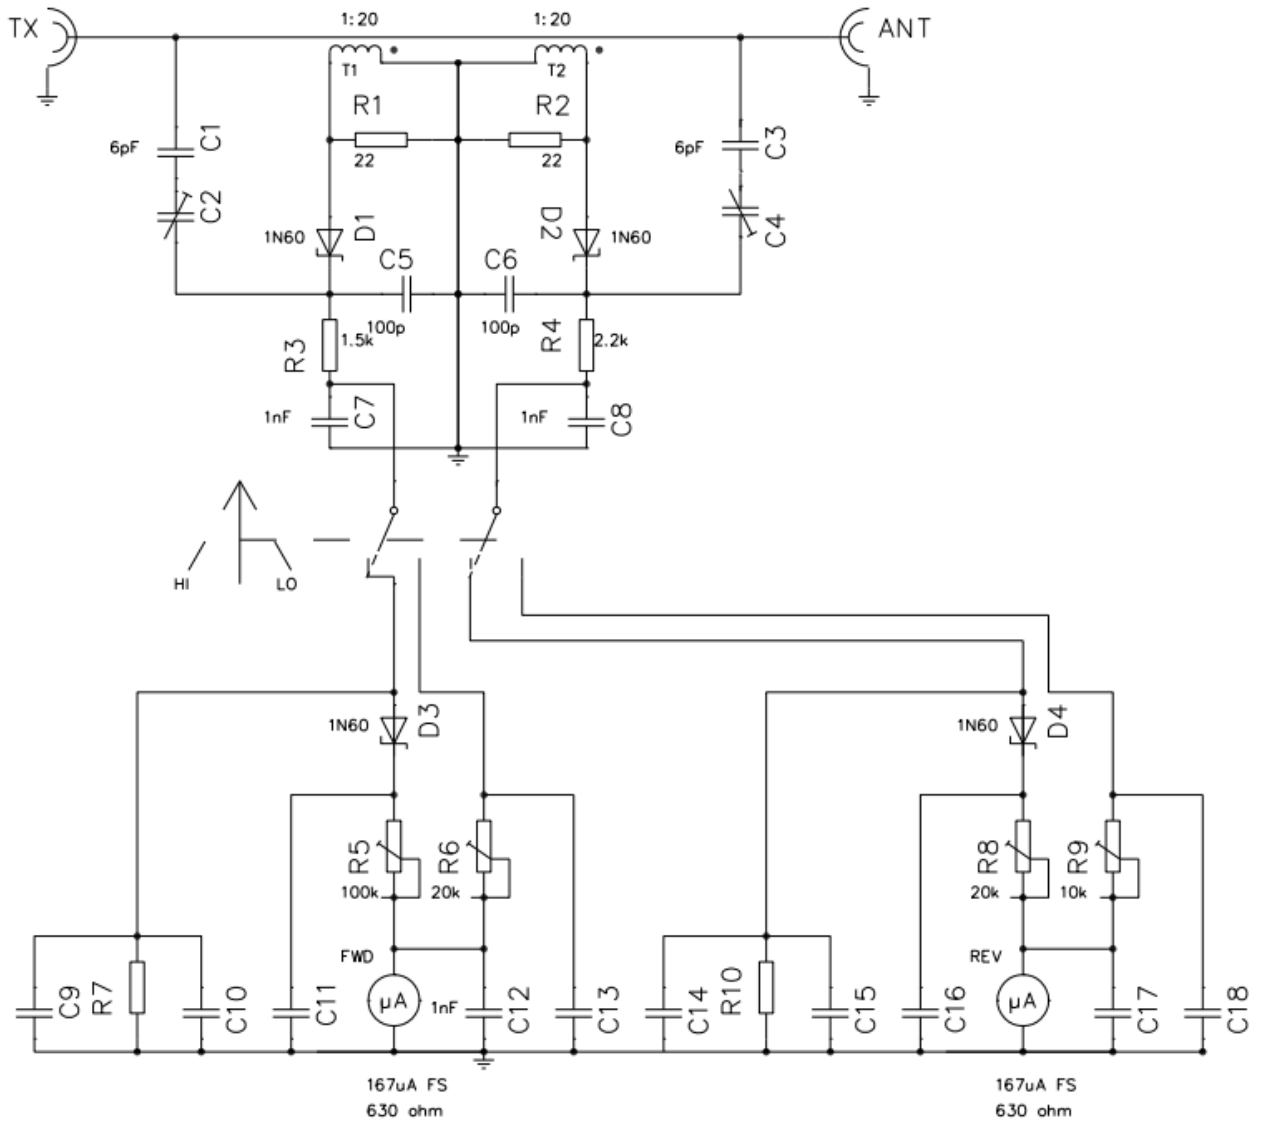 1:20 1:20
TX ANT
T1 T2
R1 R2
22 22
6pF C1 6pF C3
C2 C4
1N60 D1 D2 1N60
C5 C6
100p 100p
R3 1.5k R4 2.2k
1nF C7 1nF C8
HI LO
1N60 D3 1N60 D4
R5 R6 R8 R9
100k 20k 20k 10k
FWD REV
C9 R7 C10 C11 µA 1nF C12 C13 C14 R10 C15 C16 µA C17 C18
167uA FS 167uA FS
630 ohm 630 ohm